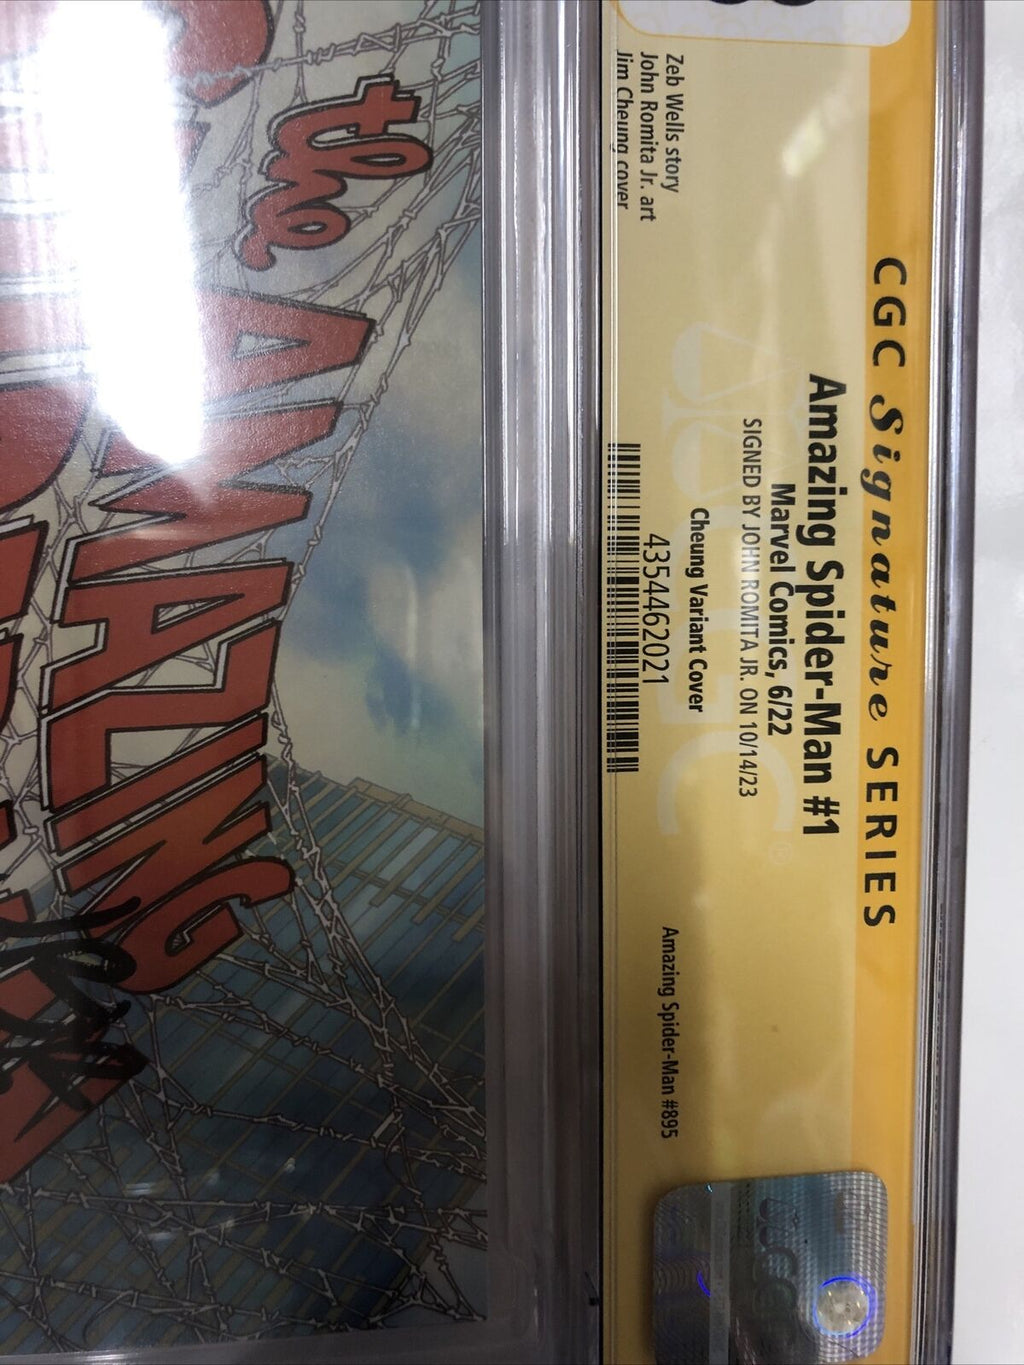 CGC Signature SERIES
Amazing Spider-Man #1
Marvel Comics, 6/22
SIGNED BY JOHN ROMITA JR. ON 10/14/23
Zeb Wells story
John Romita Jr. art
Jim Cheung cover
Cheung Variant Cover
4354462021
Amazing Spider-Man #895
CGC
the
AMAZING